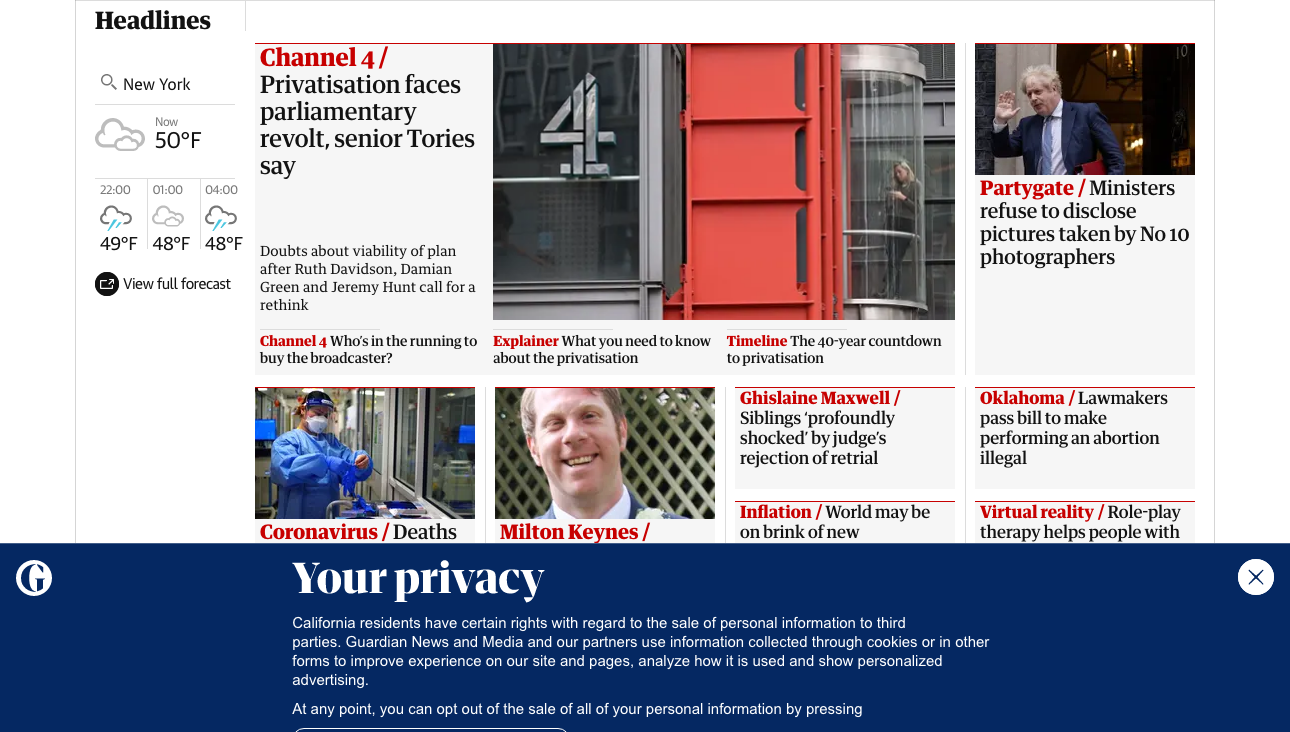 Headlines
New York
Now
50°F
22:00
01:00
04:00
49°F
48°F
48°F
View full forecast
Channel 4 /
Privatisation faces
parliamentary
revolt, senior Tories
say
Doubts about viability of plan
after Ruth Davidson, Damian
Green and Jeremy Hunt call for a
rethink
4
Channel 4 Who's in the running to
buy the broadcaster?
Explainer What you need to know
about the privatisation
Timeline The 40-year countdown
to privatisation
Partygate / Ministers
refuse to disclose
pictures taken by No 10
photographers
Coronavirus / Deaths
Milton Keynes /
Ghislaine Maxwell /
Siblings ‘profoundly
shocked’ by judge’s
rejection of retrial
Oklahoma / Lawmakers
pass bill to make
performing an abortion
illegal
Inflation / World may be
on brink of new
Virtual reality / Role-play
therapy helps people with
G
Your privacy
California residents have certain rights with regard to the sale of personal information to third
parties. Guardian News and Media and our partners use information collected through cookies or in other
forms to improve experience on our site and pages, analyze how it is used and show personalized
advertising.
At any point, you can opt out of the sale of all of your personal information by pressing